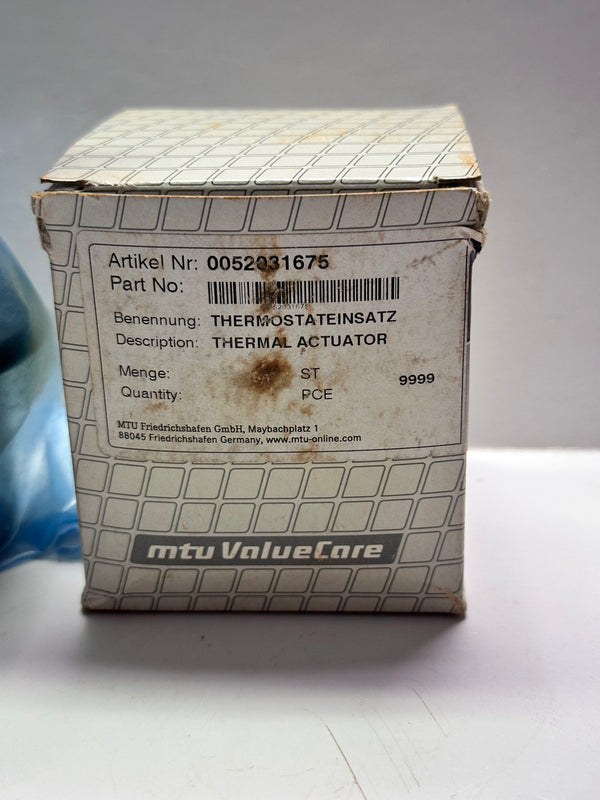 Artikel Nr: 0052031675
Part No:
Benennung: THERMOSTATEINSATZ
Description: THERMAL ACTUATOR
Menge: ST 9999
Quantity: PCE
MTU Friedrichshafen GmbH, Maybachplatz 1
88045 Friedrichshafen Germany, www.mtu-online.com
mtu ValueCare